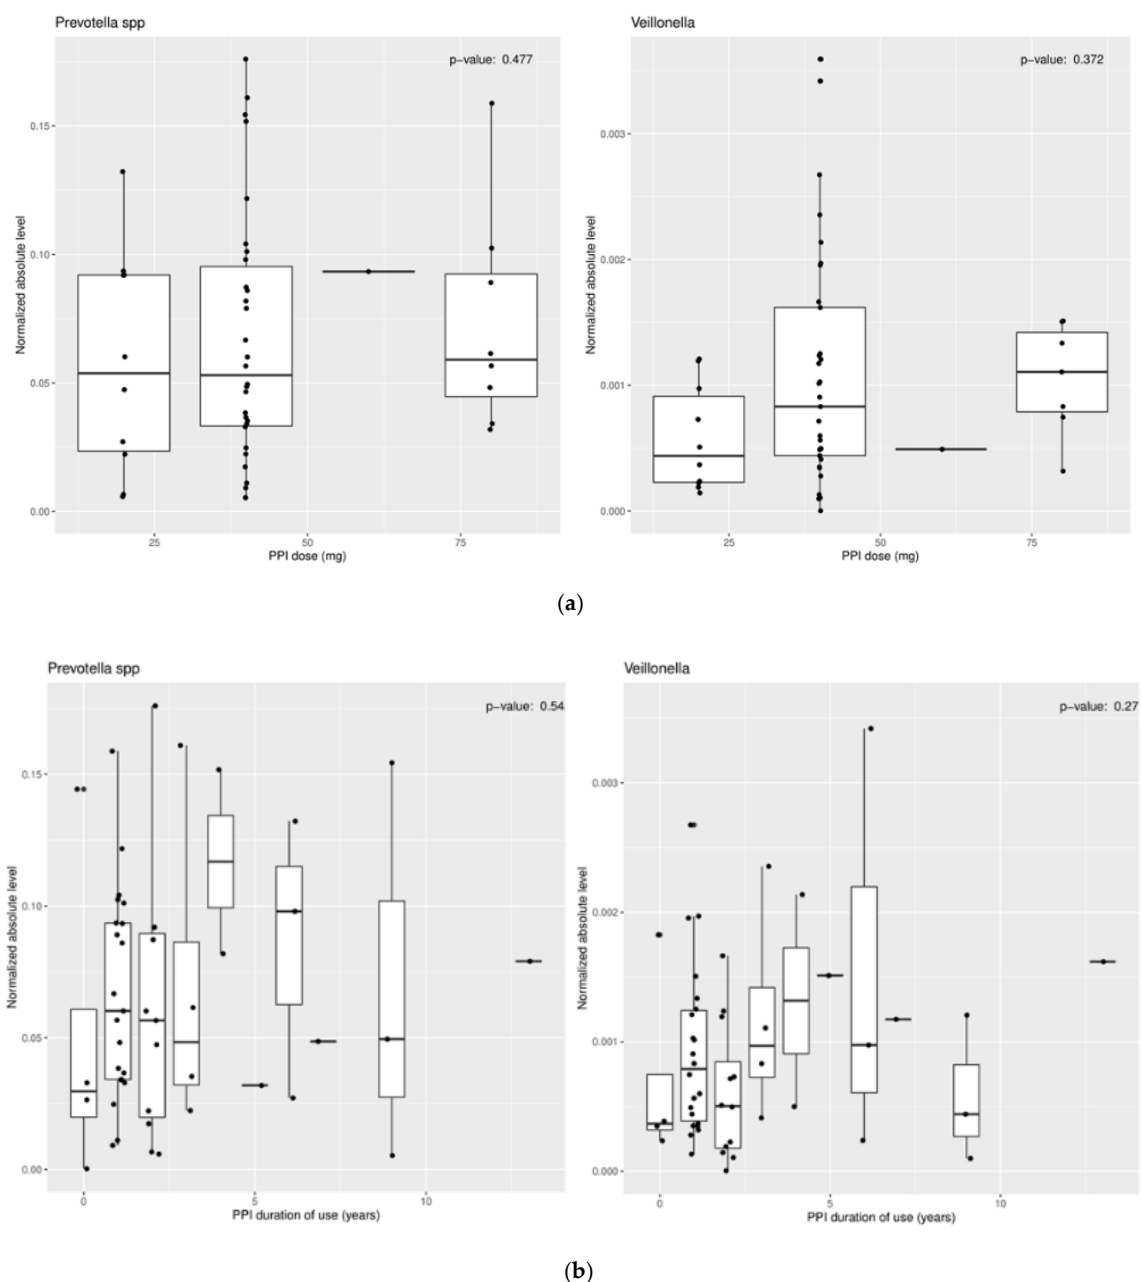 Prevotella spp
Veillonella
p-value: 0.477
p-value: 0.372
Normalized absolute level
0.15
0.10
0.05
0.00
25
50
75
PPI dose (mg)
Normalized absolute level
0.003
0.002
0.001
0.000
25
50
75
PPI dose (mg)
(a)
Prevotella spp
Veillonella
p-value: 0.54
p-value: 0.27
Normalized absolute level
0.15
0.10
0.05
0.00
0
5
10
PPI duration of use (years)
Normalized absolute level
0.003
0.002
0.001
0.000
0
5
10
PPI duration of use (years)
(b)